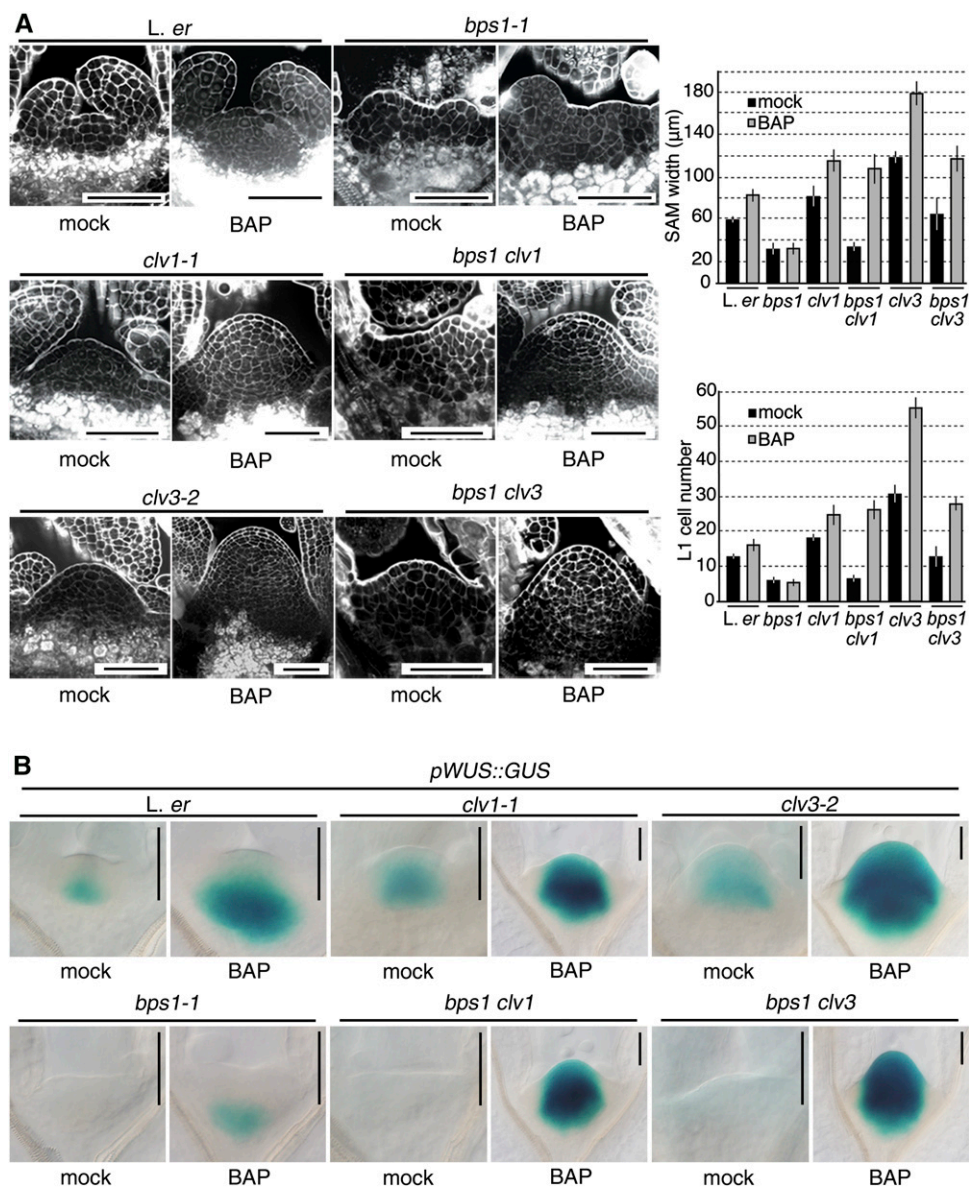 A
L. er
bps1-1
mock
BAP
mock
BAP
clv1-1
bps1 clv1
mock
BAP
mock
BAP
clv3-2
bps1 clv3
mock
BAP
mock
BAP
SAM width (µm)
180
140
100
60
20
0
mock
BAP
L. er
bps1
clv1
bps1
clv1
clv3
bps1
clv3
L1 cell number
60
50
40
30
20
10
0
mock
BAP
L. er
bps1
clv1
bps1
clv1
clv3
bps1
clv3
B
pWUS::GUS
L. er
clv1-1
clv3-2
mock
BAP
mock
BAP
mock
BAP
bps1-1
bps1 clv1
bps1 clv3
mock
BAP
mock
BAP
mock
BAP